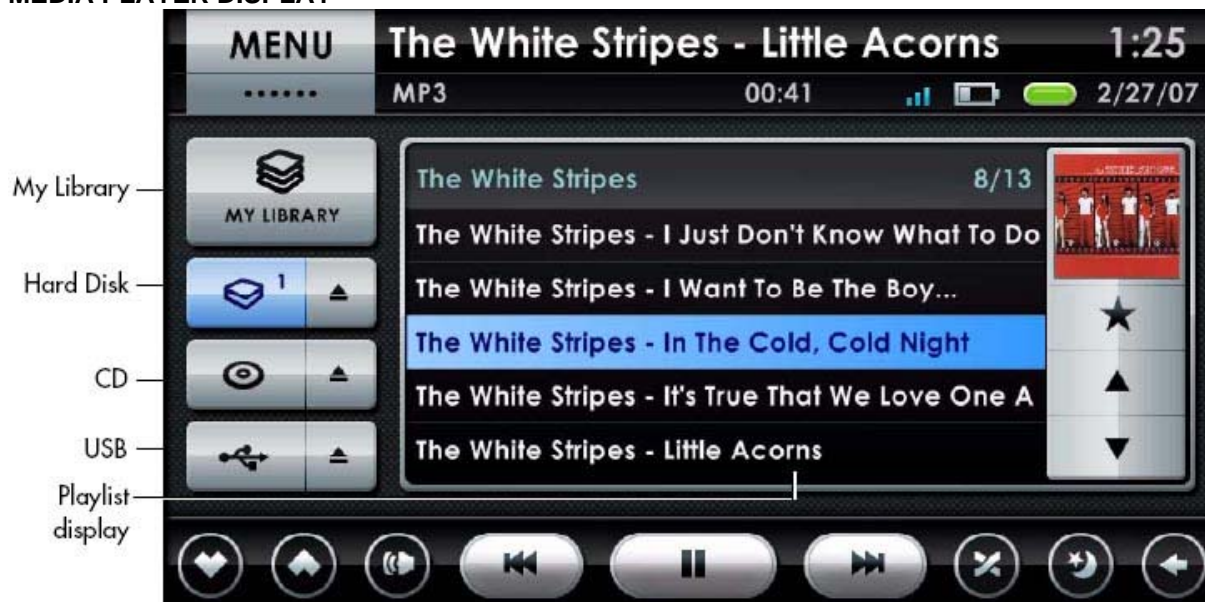 MEDIA PLAYER DISPLAY
MENU
The White Stripes - Little Acorns
1:25
MP3
00:41
2/27/07
My Library
MY LIBRARY
Hard Disk
1
CD
USB
Playlist
display
The White Stripes
8/13
The White Stripes - I Just Don't Know What To Do
The White Stripes - I Want To Be The Boy...
The White Stripes - In The Cold, Cold Night
The White Stripes - It's True That We Love One A
The White Stripes - Little Acorns